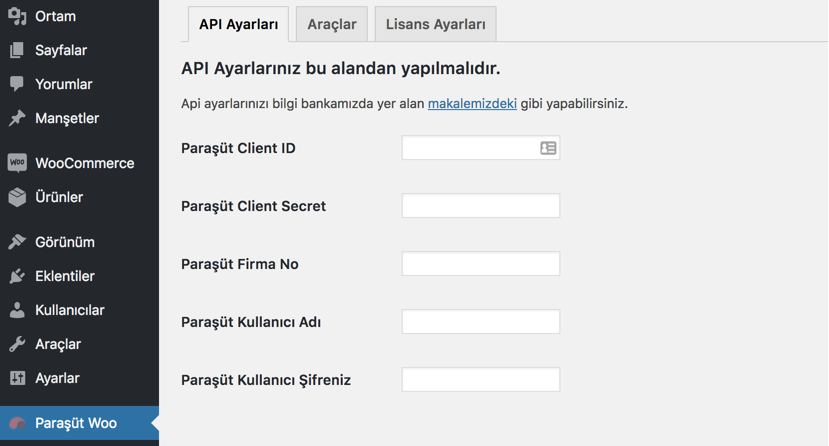 Ortam
Sayfalar
Yorumlar
Manşetler
WOO
WooCommerce
Ürünler
Görünüm
Eklentiler
Kullanıcılar
Araçlar
Ayarlar
Paraşüt Woo
API Ayarları
Araçlar
Lisans Ayarları
API Ayarlarınız bu alandan yapılmalıdır.
Api ayarlarınızı bilgi bankamızda yer alan makalemizdeki gibi yapabilirsiniz.
Paraşüt Client ID
Paraşüt Client Secret
Paraşüt Firma No
Paraşüt Kullanıcı Adı
Paraşüt Kullanıcı Şifreniz